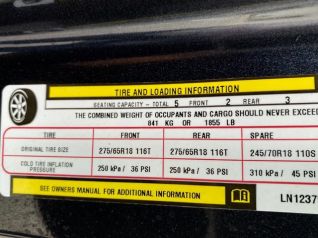 TIRE AND LOADING INFORMATION
SEATING CAPACITY - TOTAL 5 FRONT 2 REAR 3
THE COMBINED WEIGHT OF OCCUPANTS AND CARGO SHOULD NEVER EXCEED
841 KG OR 1855 LB
TIRE FRONT REAR SPARE
ORIGINAL TIRE SIZE 275/65R18 116T 275/65R18 116T 245/70R18 110S
COLD TIRE INFLATION PRESSURE 250 kPa / 36 PSI 250 kPa / 36 PSI 310 kPa / 45 PSI
SEE OWNERS MANUAL FOR ADDITIONAL INFORMATION
LN1237